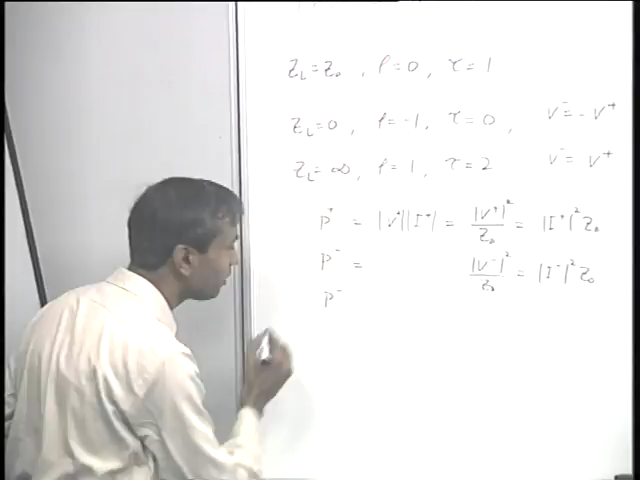 Z_L = Z_0 , ρ = 0 , τ = 1
Z_L = 0 , ρ = -1 , τ = 0 , V^- = - V^+
Z_L = ∞ , ρ = 1 , τ = 2 V^- = V^+
P^+ = |V^+||I^+| = |V^+|^2 / Z_0 = |I^+|^2 Z_0
P^- = |V^-|^2 / Z_0 = |I^-|^2 Z_0
P^-